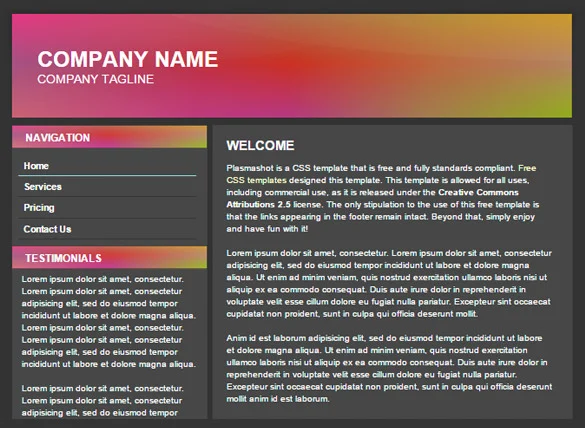 COMPANY NAME
COMPANY TAGLINE
NAVIGATION
Home
Services
Pricing
Contact Us
TESTIMONIALS
Lorem ipsum dolor sit amet, consectetur.
Lorem ipsum dolor sit amet, consectetur
adipisicing elit, sed do eiusmod tempor
incididunt ut labore et dolore magna aliqua.
Lorem ipsum dolor sit amet, consectetur.
Lorem ipsum dolor sit amet, consectetur
adipisicing elit, sed do eiusmod tempor
incididunt ut labore et dolore magna aliqua.
Lorem ipsum dolor sit amet, consectetur.
Lorem ipsum dolor sit amet, consectetur
adipisicing elit, sed do eiusmod tempor
WELCOME
Plasmashot is a CSS template that is free and fully standards compliant. Free
CSS templates designed this template. This template is allowed for all uses,
including commercial use, as it is released under the Creative Commons
Attributions 2.5 license. The only stipulation to the use of this free template is
that the links appearing in the footer remain intact. Beyond that, simply enjoy
and have fun with it!
Lorem ipsum dolor sit amet, consectetur adipisicing elit, sed do
eiusmod tempor incididunt ut labore et dolore magna
aliqua. Ut enim ad minim veniam, quis nostrud exercitation ullamco laboris nisi ut
aliquip ex ea commodo consequat. Duis aute irure dolor in reprehenderit in
voluptate velit esse cillum dolore eu fugiat nulla pariatur. Excepteur sint occaecat
cupidatat non proident, sunt in culpa qui officia deserunt mollit.
Anim id est laborum adipisicing elit, sed do eiusmod tempor incididunt ut labore
et dolore magna aliqua. Ut enim ad minim veniam, quis nostrud exercitation
ullamco laboris nisi ut aliquip ex ea commodo consequat. Duis aute irure dolor in
reprehenderit in voluptate velit esse cillum dolore eu fugiat nulla pariatur.
Excepteur sint occaecat cupidatat non proident, sunt in culpa qui officia deserunt
mollit anim id est laborum.